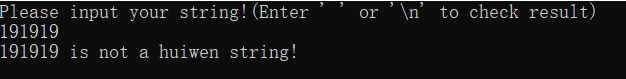 Please input your string!(Enter ' ' or '\n' to check result)
191919
191919 is not a huiwen string!